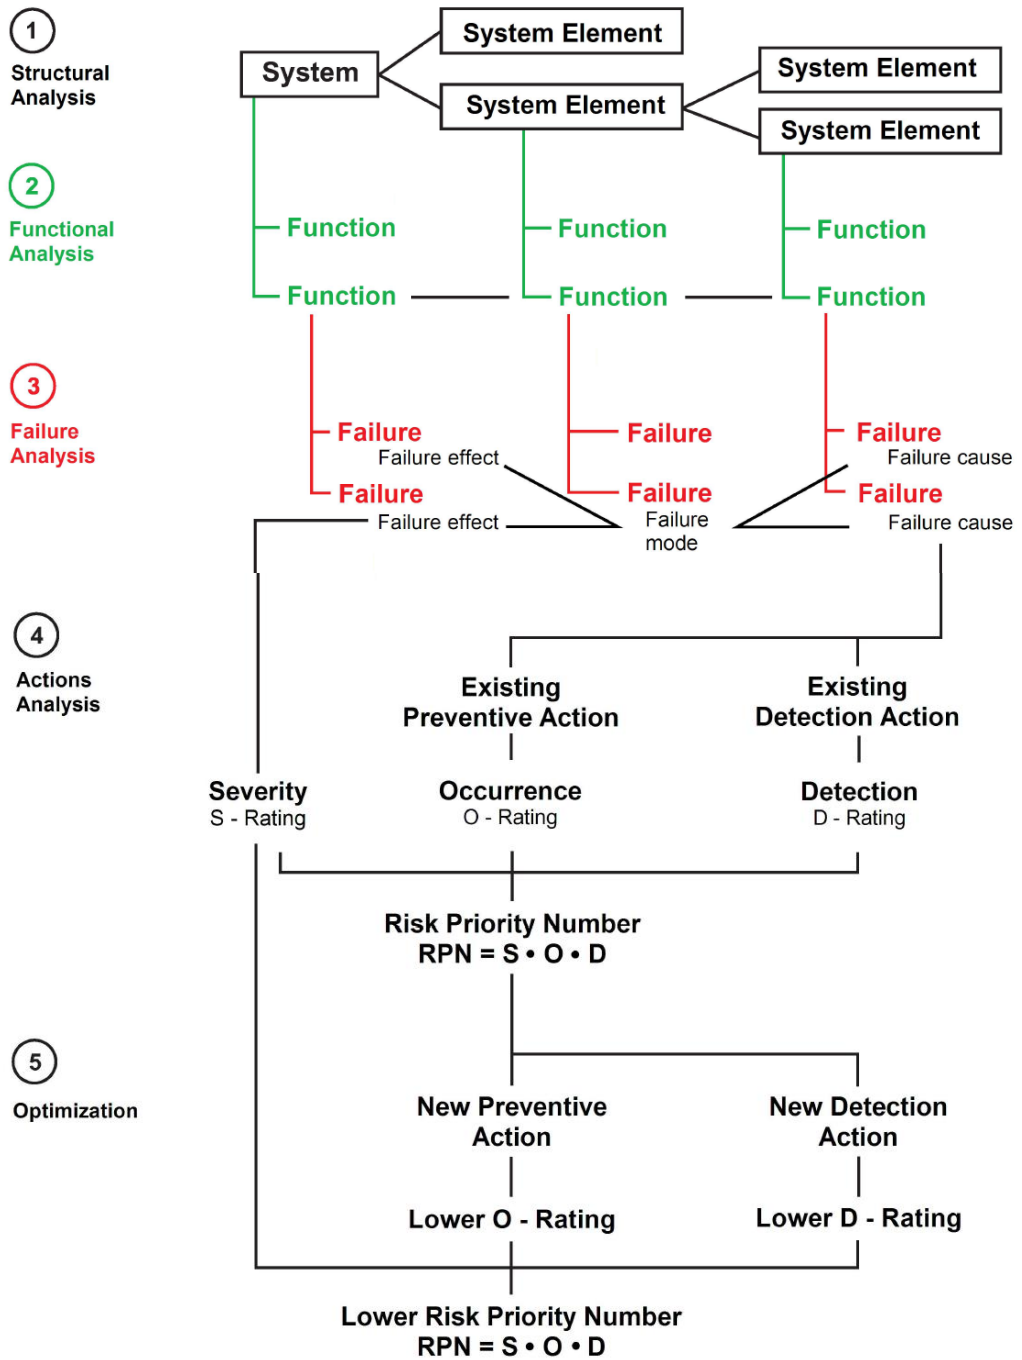 1
Structural
Analysis
System
System Element
System Element
System Element
System Element
2
Functional
Analysis
Function
Function
Function
Function
Function
Function
3
Failure
Analysis
Failure
Failure effect
Failure
Failure
Failure cause
Failure
Failure effect
Failure
Failure
mode
Failure
Failure cause
4
Actions
Analysis
Existing
Preventive Action
Existing
Detection Action
Severity
S - Rating
Occurrence
O - Rating
Detection
D - Rating
Risk Priority Number
RPN = S • O • D
5
Optimization
New Preventive
Action
New Detection
Action
Lower O - Rating
Lower D - Rating
Lower Risk Priority Number
RPN = S • O • D